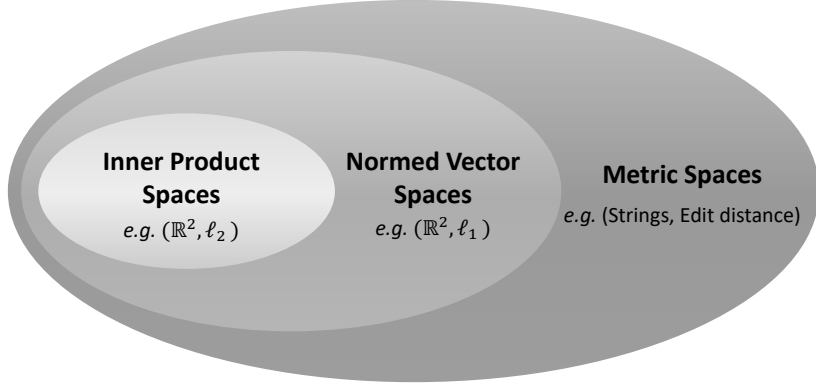 Inner Product
Spaces
e.g. (ℝ², ℓ₂)
Normed Vector
Spaces
e.g. (ℝ², ℓ₁)
Metric Spaces
e.g. (Strings, Edit distance)